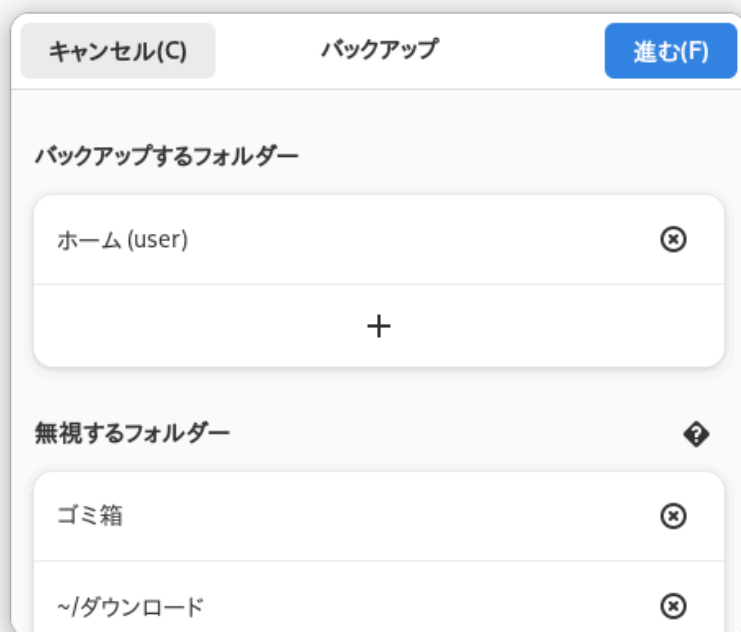 キャンセル(C)
バックアップ
進む(F)
バックアップするフォルダー
ホーム (user)
無視するフォルダー
ゴミ箱
~/ダウンロード